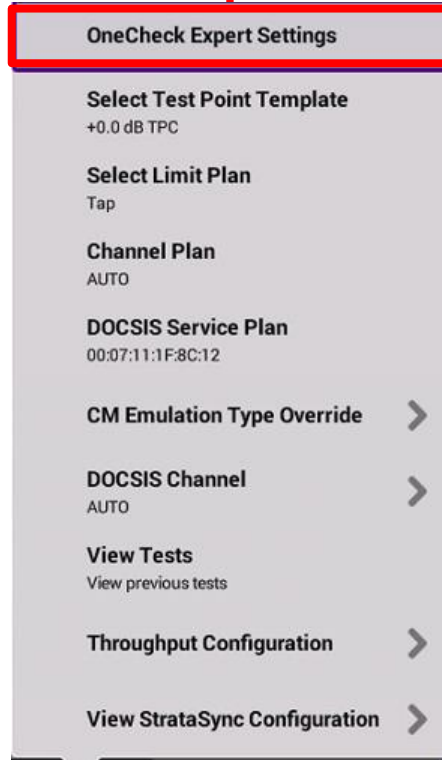 OneCheck Expert Settings
Select Test Point Template
+0.0 dB TPC
Select Limit Plan
Tap
Channel Plan
AUTO
DOCSIS Service Plan
00:07:11:1F:8C:12
CM Emulation Type Override
DOCSIS Channel
AUTO
View Tests
View previous tests
Throughput Configuration
View StrataSync Configuration